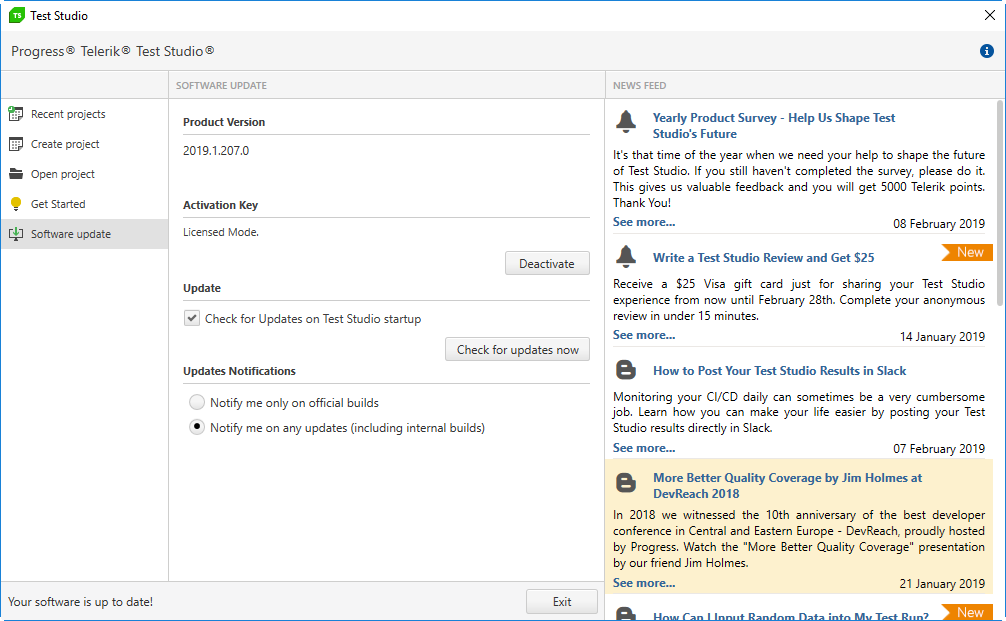 TS Test Studio
Progress® Telerik® Test Studio®
Recent projects
Create project
Open project
Get Started
Software update
SOFTWARE UPDATE
Product Version
2019.1.207.0
Activation Key
Licensed Mode.
Deactivate
Update
Check for Updates on Test Studio startup
Check for updates now
Updates Notifications
Notify me only on official builds
Notify me on any updates (including internal builds)
Your software is up to date!
Exit
NEWS FEED
Yearly Product Survey - Help Us Shape Test
Studio's Future
It's that time of the year when we need your help to shape the future
of Test Studio. If you still haven't completed the survey, please do it.
This gives us valuable feedback and you will get 5000 Telerik points.
Thank You!
See more...
08 February 2019
New
Write a Test Studio Review and Get $25
Receive a $25 Visa gift card just for sharing your Test Studio
experience from now until February 28th. Complete your anonymous
review in under 15 minutes.
See more...
14 January 2019
How to Post Your Test Studio Results in Slack
Monitoring your CI/CD daily can sometimes be a very cumbersome
job. Learn how you can make your life easier by posting your Test
Studio results directly in Slack.
See more...
07 February 2019
More Better Quality Coverage by Jim Holmes at
DevReach 2018
In 2018 we witnessed the 10th anniversary of the best developer
conference in Central and Eastern Europe - DevReach, proudly hosted
by Progress. Watch the "More Better Quality Coverage" presentation
by our friend Jim Holmes.
See more...
21 January 2019
New
How Can I Input Random Data into My Test Run?